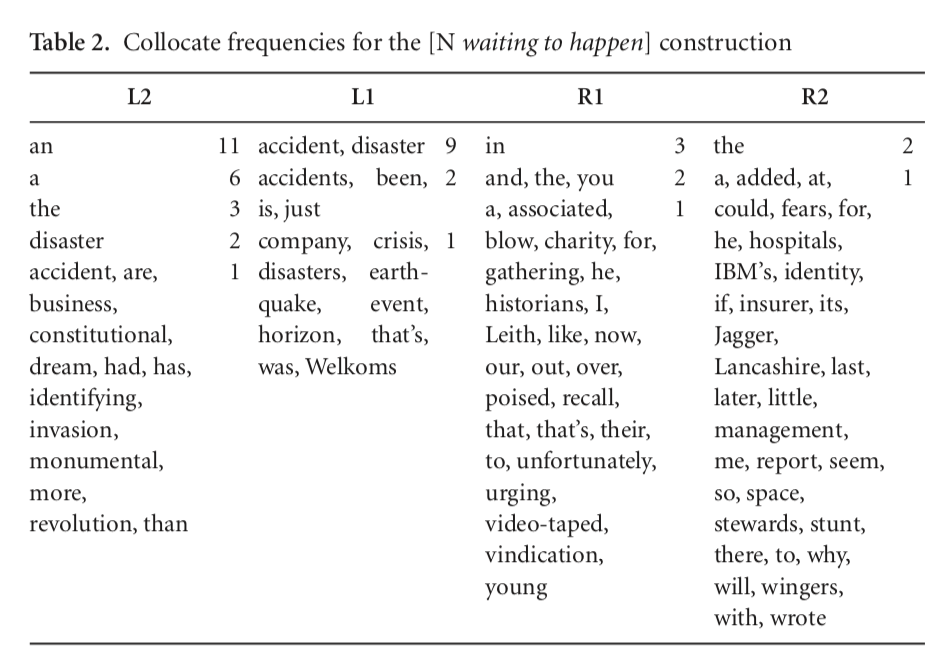 Table 2. Collocate frequencies for the [N waiting to happen] construction
L2 L1 R1 R2
an 11 accident, disaster 9 in 3 the 2
a 6 accidents, been, 2 and, the, you 2 a, added, at, 1
the 3 is, just a, associated, 1 could, fears, for,
disaster 2 company, crisis, 1 blow, charity, for, he, hospitals,
accident, are, 1 disasters, earth- gathering, he, IBM's, identity,
business, quake, event, historians, I, if, insurer, its,
constitutional, horizon, that's, Leith, like, now, Jagger,
dream, had, has, was, Welkoms our, out, over, Lancashire, last,
identifying, poised, recall, later, little,
invasion, that, that's, their, management,
monumental, to, unfortunately, me, report, seem,
more, urging, so, space,
revolution, than video-taped, stewards, stunt,
vindication, there, to, why,
young will, wingers,
with, wrote